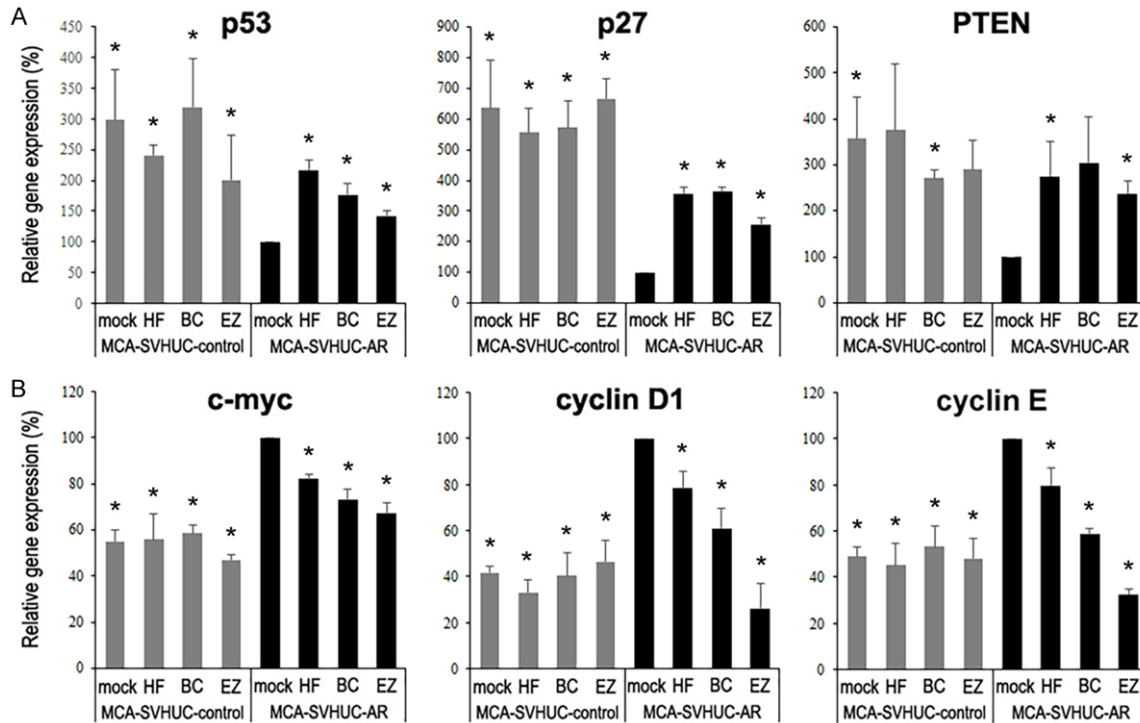 A
p53
p27
PTEN
Relative gene expression (%)
450
400
350
300
250
200
150
100
50
0
900
800
700
600
500
400
300
200
100
0
600
500
400
300
200
100
0
* * * * * * *
* * * * * * *
* * * *
mock HF BC EZ mock HF BC EZ
MCA-SVHUC-control MCA-SVHUC-AR
mock HF BC EZ mock HF BC EZ
MCA-SVHUC-control MCA-SVHUC-AR
mock HF BC EZ mock HF BC EZ
MCA-SVHUC-control MCA-SVHUC-AR
B
c-myc
cyclin D1
cyclin E
Relative gene expression (%)
120
100
80
60
40
20
0
120
100
80
60
40
20
0
120
100
80
60
40
20
0
* * * * * * *
* * * * * * *
* * * * * * *
mock HF BC EZ mock HF BC EZ
MCA-SVHUC-control MCA-SVHUC-AR
mock HF BC EZ mock HF BC EZ
MCA-SVHUC-control MCA-SVHUC-AR
mock HF BC EZ mock HF BC EZ
MCA-SVHUC-control MCA-SVHUC-AR